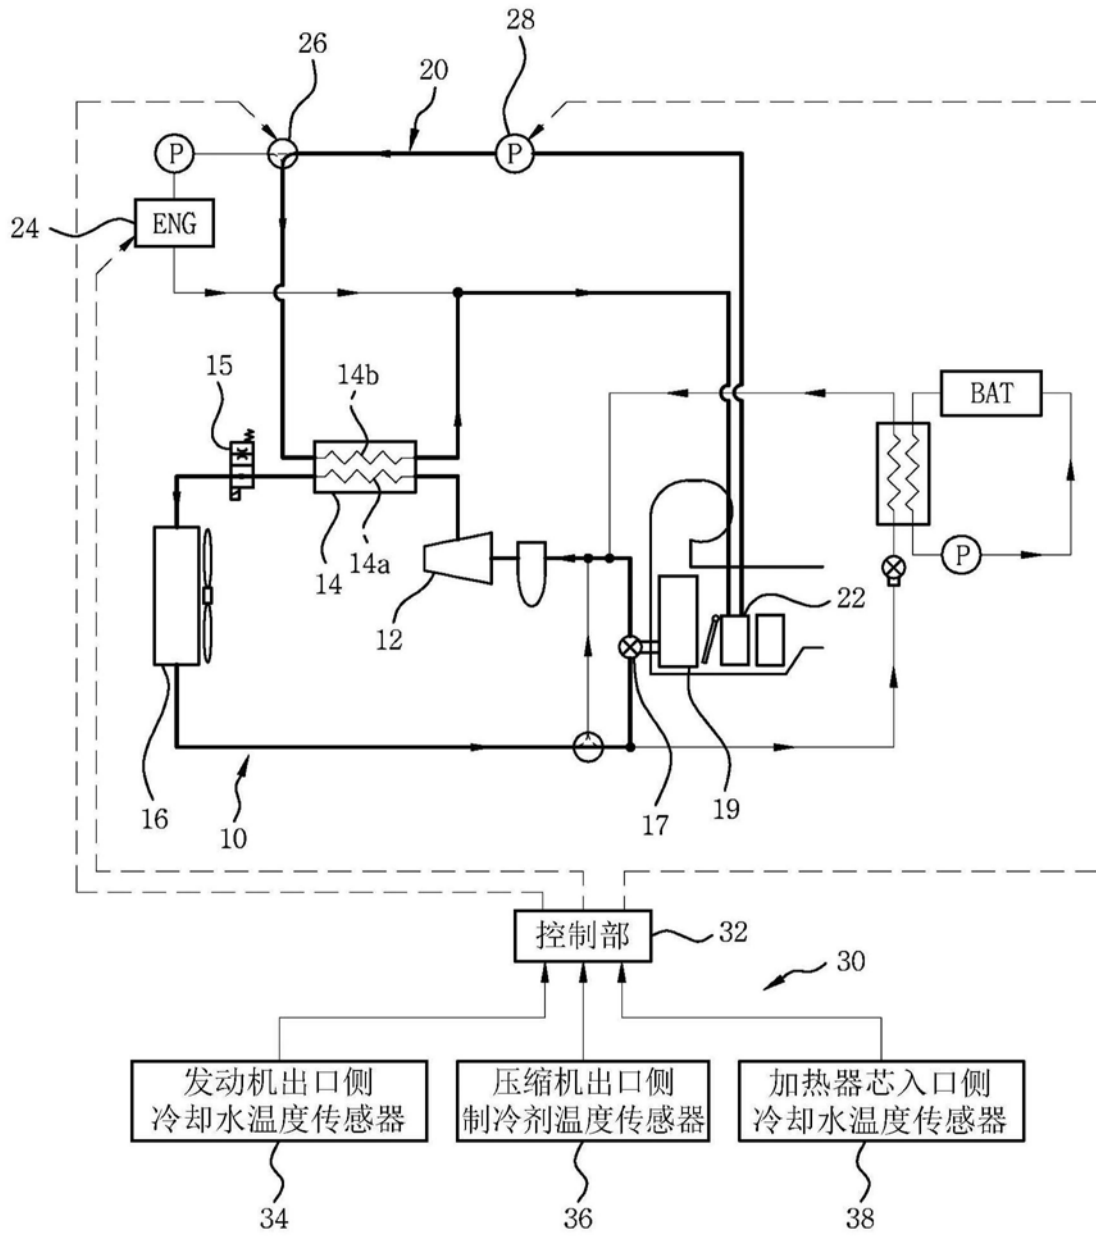 26
28
20
P
P
24
ENG
15
14b
BAT
14a
14
P
12
22
16
10
17
19
控制部
32
30
发动机出口侧
冷却水温度传感器
压缩机出口侧
制冷剂温度传感器
加热器芯入口侧
冷却水温度传感器
34
36
38